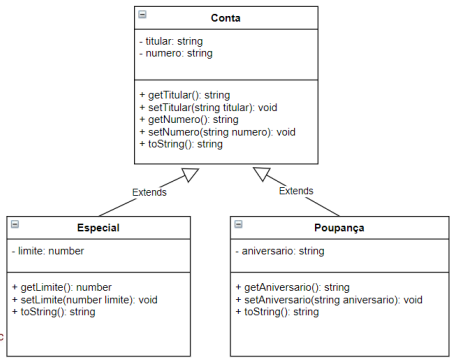 Conta
- titular: string
- numero: string
+ getTitular(): string
+ setTitular(string titular): void
+ getNumero(): string
+ setNumero(string numero): void
+ toString(): string
Extends
Extends
Especial
- limite: number
+ getLimite(): number
+ setLimite(number limite): void
+ toString(): string
Poupança
- aniversario: string
+ getAniversario(): string
+ setAniversario(string aniversario): void
+ toString(): string
c